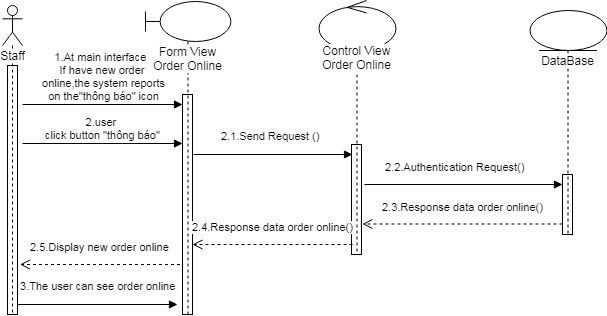 Staff
Form View
Order Online
Control View
Order Online
DataBase
1.At main interface
If have new order
online,the system reports
on the"thông báo" icon
2.user
click button "thông báo"
2.1.Send Request ()
2.2.Authentication Request()
2.3.Response data order online()
2.4.Response data order online()
2.5.Display new order online
3.The user can see order online